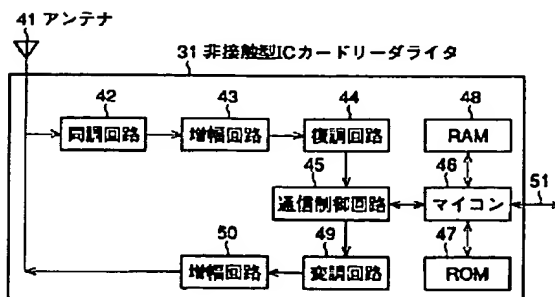 41 アンテナ
31 非接触型ICカードリーダライタ
42 43 44 48
同調回路 増幅回路 復調回路 RAM
45 46 51
通信制御回路 マイコン
50 49 47
増幅回路 変調回路 ROM